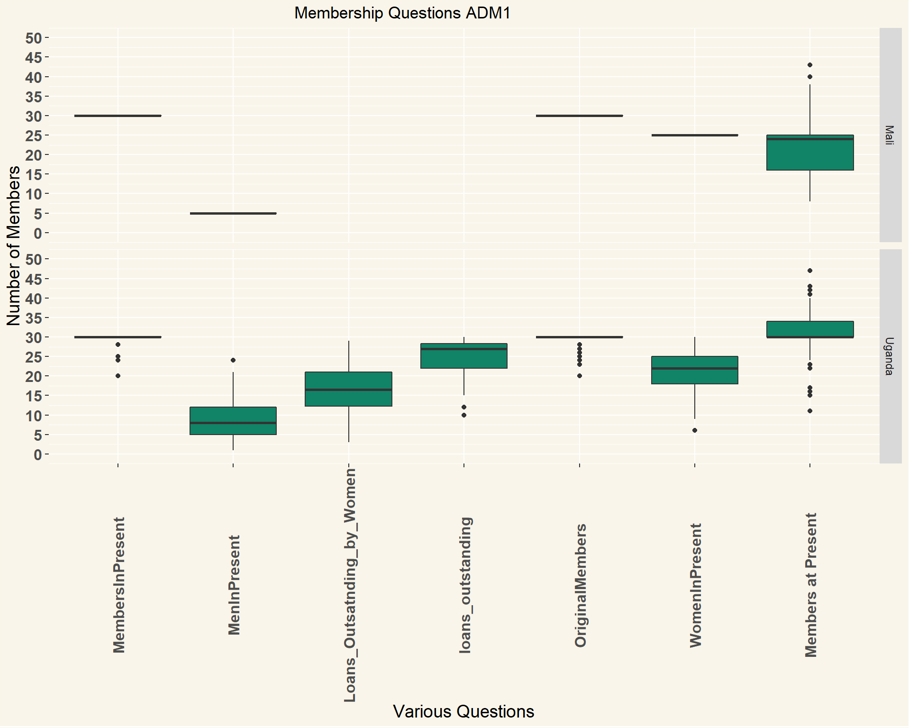 Membership Questions ADM1
Number of Members
50
45
40
35
30
25
20
15
10
5
0
Mali
50
45
40
35
30
25
20
15
10
5
0
Uganda
MembersInPresent
MenInPresent
Loans_Outsatnding_by_Women
loans_outstanding
OriginalMembers
WomenInPresent
Members at Present
Various Questions